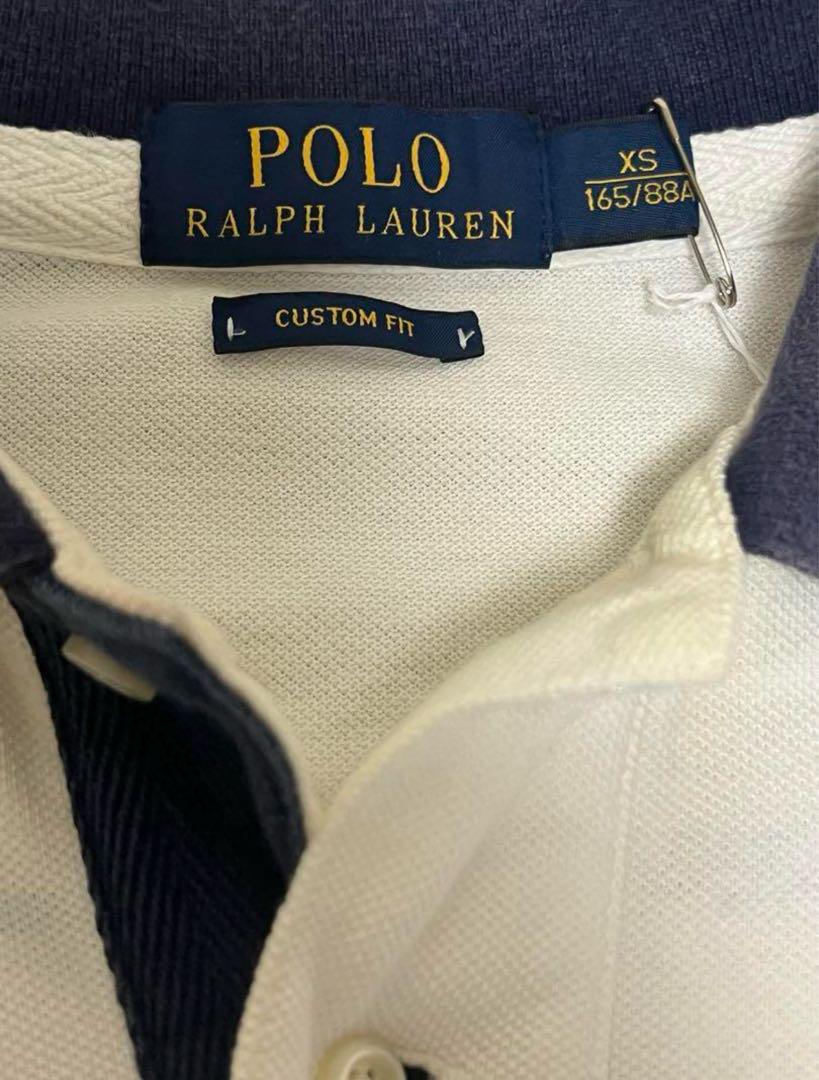 POLO
RALPH LAUREN
XS
165/88A
CUSTOM FIT